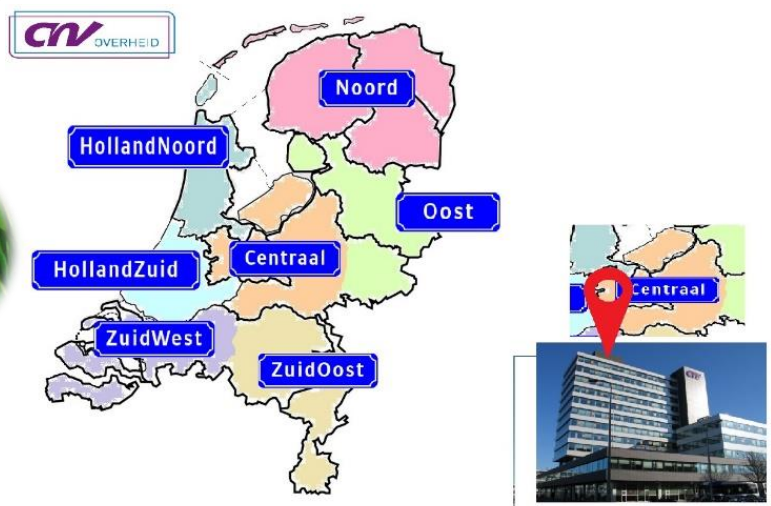 CNV OVERHEID
Noord
HollandNoord
Oost
HollandZuid
Centraal
Centraal
ZuidWest
ZuidOost
CNV